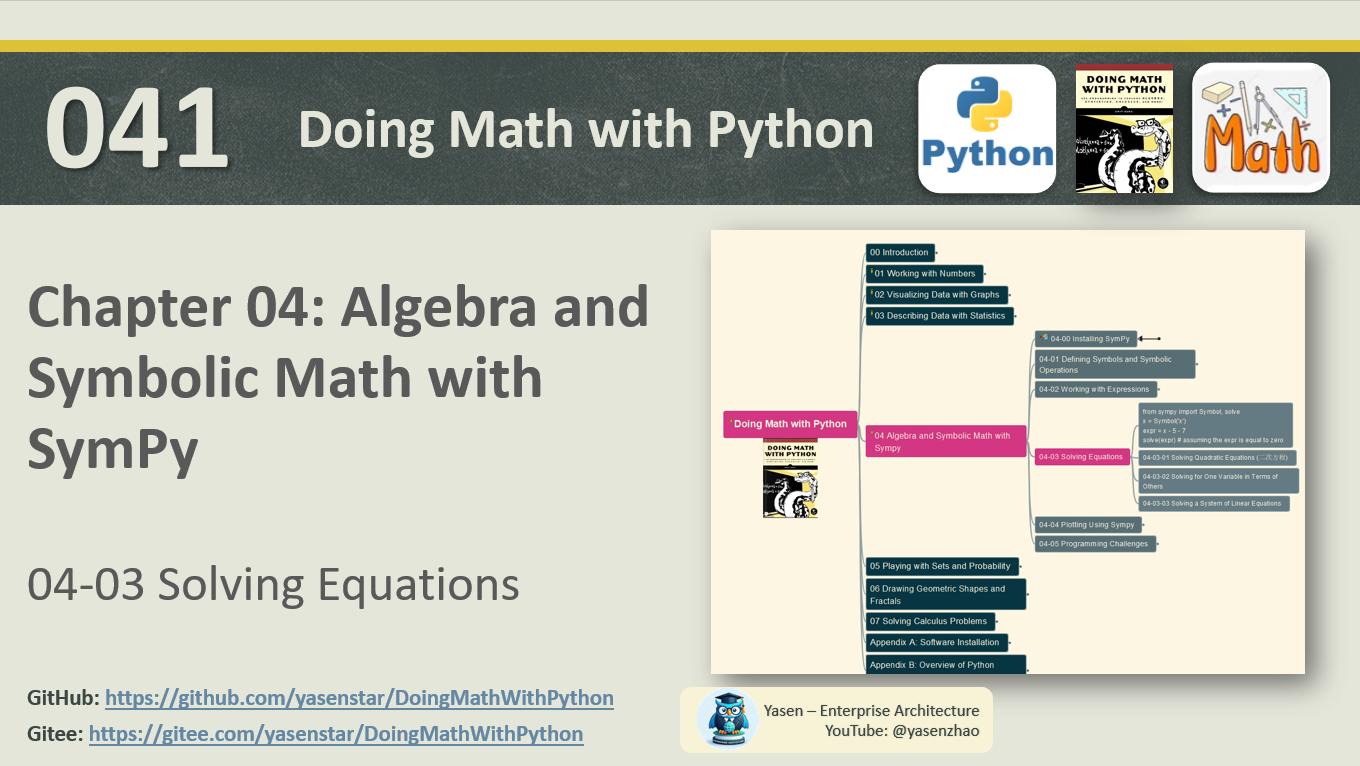 041
Doing Math with Python
Python
DOING MATH
WITH PYTHON
Math
Chapter 04: Algebra and
Symbolic Math with
SymPy
04-03 Solving Equations
00 Introduction
01 Working with Numbers
02 Visualizing Data with Graphs
03 Describing Data with Statistics
04-00 Installing SymPy
04-01 Defining Symbols and Symbolic
Operations
04-02 Working with Expressions
from sympy import Symbol, solve
x = Symbol('x')
expr = x - 5 - 7
solve(expr) # assuming the expr is equal to zero
Doing Math with Python
DOING MATH
WITH PYTHON
04 Algebra and Symbolic Math with
Sympy
04-03 Solving Equations
04-03-01 Solving Quadratic Equations (二次方程)
04-03-02 Solving for One Variable in Terms of
Others
04-03-03 Solving a System of Linear Equations
04-04 Plotting Using Sympy
04-05 Programming Challenges
05 Playing with Sets and Probability
06 Drawing Geometric Shapes and
Fractals
07 Solving Calculus Problems
Appendix A: Software Installation
Appendix B: Overview of Python
GitHub: https://github.com/yasenstar/DoingMathWithPython
Gitee: https://gitee.com/yasenstar/DoingMathWithPython
Yasen – Enterprise Architecture
YouTube: @yasenzhao